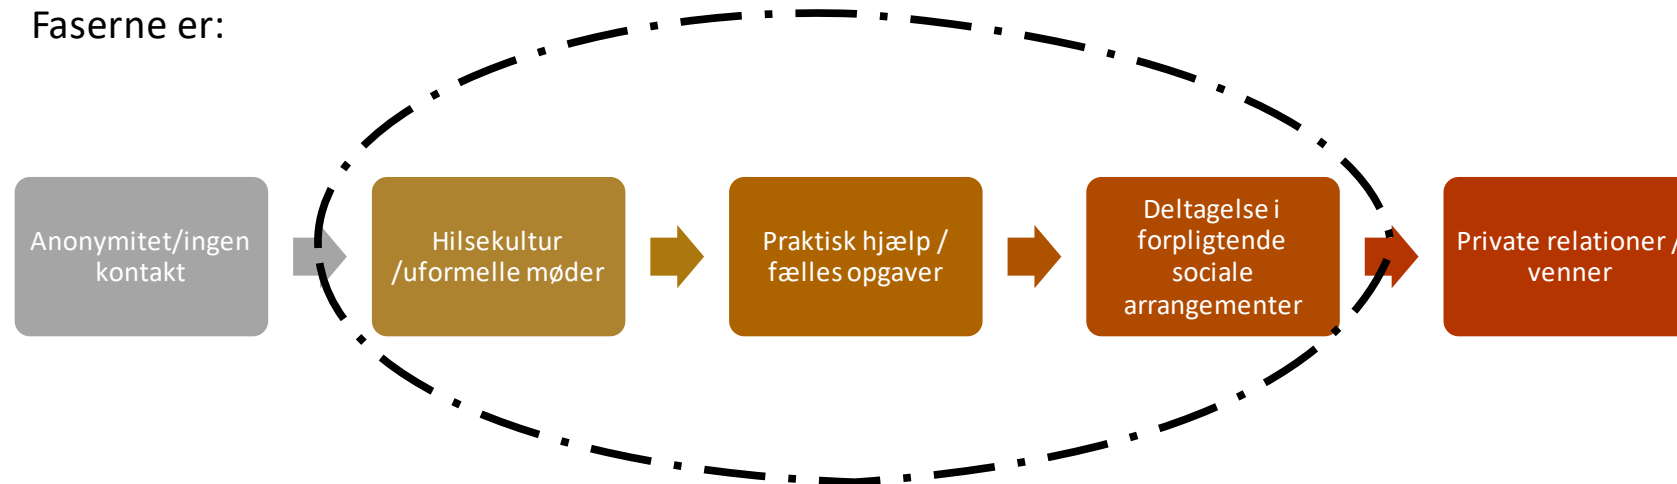 Faserne er:
Anonymitet/ingen
kontakt
Hilsekultur
/uformelle møder
Praktisk hjælp /
fælles opgaver
Deltagelse i
forpligtende
sociale
arrangementer
Private relationer /
venner